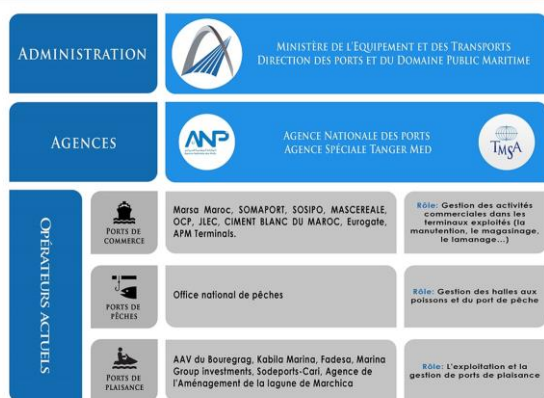 ADMINISTRATION
MINISTÈRE DE L'EQUIPEMENT ET DES TRANSPORTS
DIRECTION DES PORTS ET DU DOMAINE PUBLIC MARITIME
AGENCES
ANP
AGENCE NATIONALE DES PORTS
AGENCE SPÉCIALE TANGER MED
TMSA
OPÉRATEURS ACTUELS
PORTS DE
COMMERCE
Marsa Maroc, SOMAPORT, SOSIPO, MASCEREALE,
OCP, JLEC, CIMENT BLANC DU MAROC, Eurogate,
APM Terminals.
Rôle: Gestion des activités
commerciales dans les
terminaux exploités (la
manutention, le magasinage,
le lamanage...)
PORTS DE
PÊCHES
Office national de pêches
Rôle: Gestion des halles aux
poissons et du port de pêche
PORTS DE
PLAISANCE
AAV du Bouregrag, Kabila Marina, Fadesa, Marina
Group investments, Sodeports-Cari, Agence de
l'Aménagement de la lagune de Marchica
Rôle: L'exploitation et la
gestion de ports de plaisance